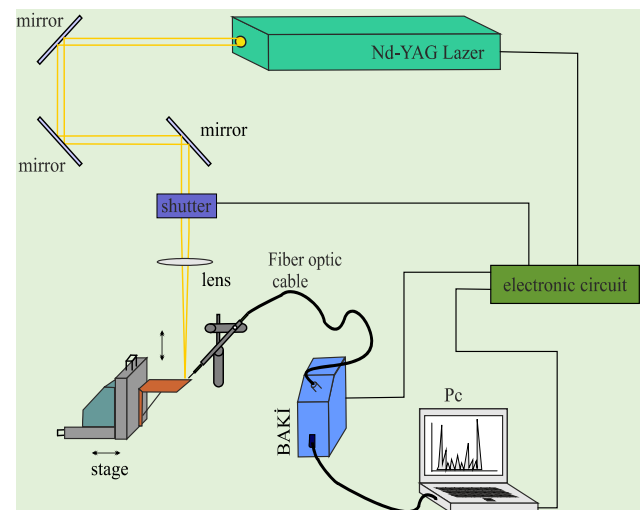 mirror
Nd-YAG Lazer
mirror
mirror
shutter
Fiber optic
cable
lens
electronic circuit
Pc
BAKİ
stage